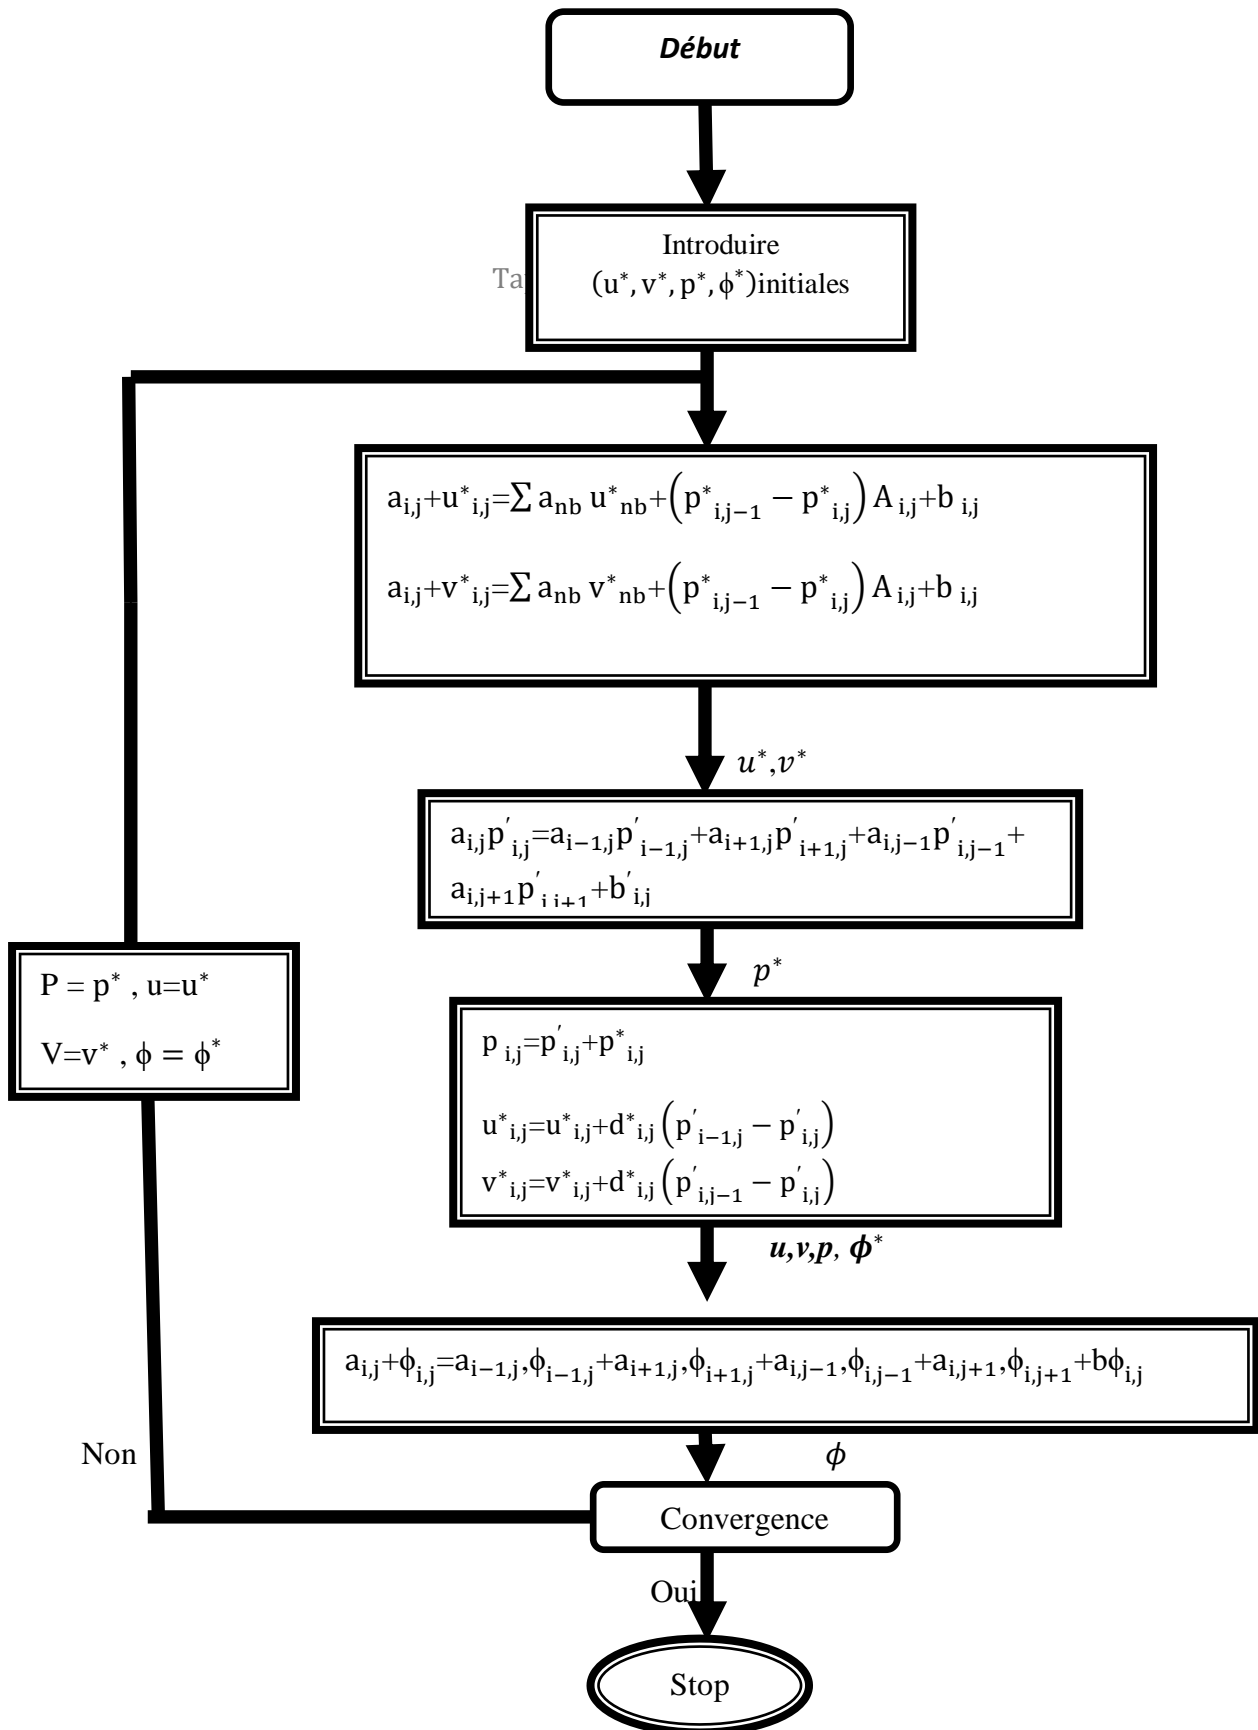 Début
Introduire
Ta
(u*, v*, p*, ϕ*)initiales
a_{i,j}+u*_{i,j}=∑ a_{nb} u*_{nb}+(p*_{i,j−1} − p*_{i,j}) A_{i,j}+b_{i,j}
a_{i,j}+v*_{i,j}=∑ a_{nb} v*_{nb}+(p*_{i,j−1} − p*_{i,j}) A_{i,j}+b_{i,j}
u*,v*
a_{i,j}p′_{i,j}=a_{i−1,j}p′_{i−1,j}+a_{i+1,j}p′_{i+1,j}+a_{i,j−1}p′_{i,j−1}+
a_{i,j+1}p′_{i,j+1}+b′_{i,j}
p*
P = p* , u=u*
V=v* , ϕ = ϕ*
p_{i,j}=p′_{i,j}+p*_{i,j}
u*_{i,j}=u*_{i,j}+d*_{i,j}(p′_{i−1,j} − p′_{i,j})
v*_{i,j}=v*_{i,j}+d*_{i,j}(p′_{i,j−1} − p′_{i,j})
u,v,p, ϕ*
a_{i,j}+ϕ_{i,j}=a_{i−1,j},ϕ_{i−1,j}+a_{i+1,j},ϕ_{i+1,j}+a_{i,j−1},ϕ_{i,j−1}+a_{i,j+1},ϕ_{i,j+1}+bϕ_{i,j}
Non
ϕ
Convergence
Oui
Stop